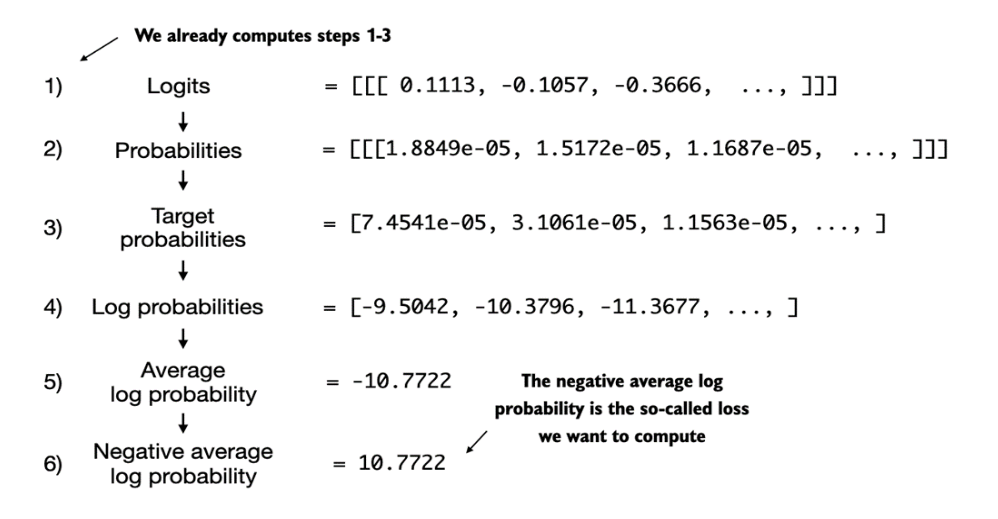 We already computes steps 1-3
1) Logits = [[[ 0.1113, -0.1057, -0.3666, ..., ]]]
2) Probabilities = [[[1.8849e-05, 1.5172e-05, 1.1687e-05, ..., ]]]
3) Target
probabilities = [7.4541e-05, 3.1061e-05, 1.1563e-05, ..., ]
4) Log probabilities = [-9.5042, -10.3796, -11.3677, ..., ]
5) Average
log probability = -10.7722
The negative average log
probability is the so-called loss
we want to compute
6) Negative average
log probability = 10.7722